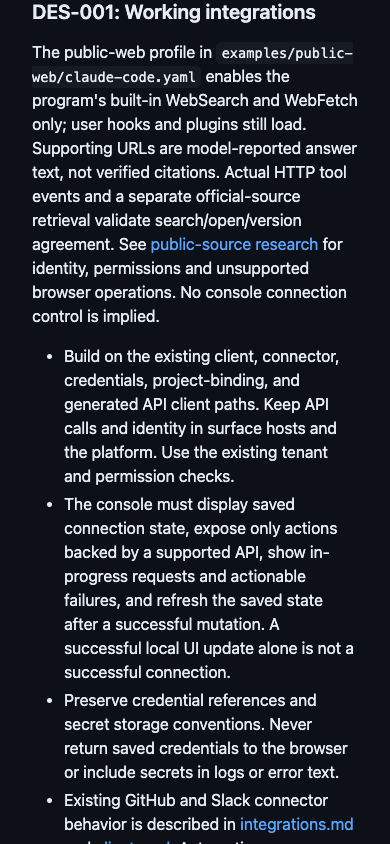 DES-001: Working integrations
The public-web profile in examples/public-
web/claude-code.yaml enables the
program's built-in WebSearch and WebFetch
only; user hooks and plugins still load.
Supporting URLs are model-reported answer
text, not verified citations. Actual HTTP tool
events and a separate official-source
retrieval validate search/open/version
agreement. See public-source research for
identity, permissions and unsupported
browser operations. No console connection
control is implied.
• Build on the existing client, connector,
credentials, project-binding, and
generated API client paths. Keep API
calls and identity in surface hosts and
the platform. Use the existing tenant
and permission checks.
• The console must display saved
connection state, expose only actions
backed by a supported API, show in-
progress requests and actionable
failures, and refresh the saved state
after a successful mutation. A
successful local UI update alone is not a
successful connection.
• Preserve credential references and
secret storage conventions. Never
return saved credentials to the browser
or include secrets in logs or error text.
• Existing GitHub and Slack connector
behavior is described in integrations.md